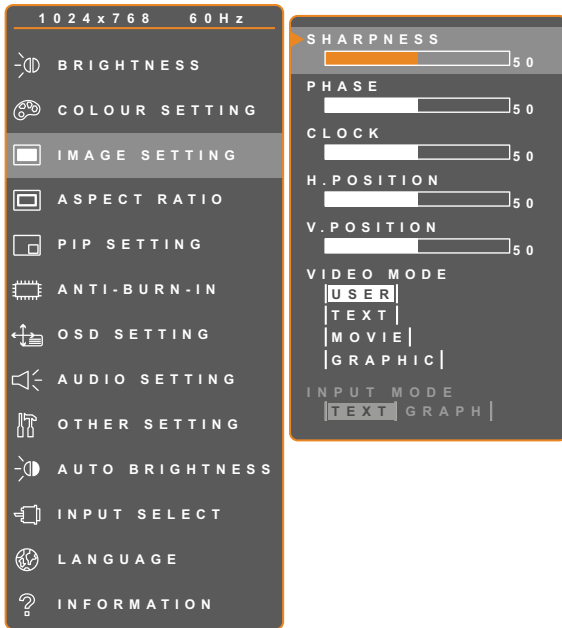 1024x768 60Hz
BRIGHTNESS
COLOUR SETTING
IMAGE SETTING
ASPECT RATIO
PIP SETTING
ANTI-BURN-IN
OSD SETTING
AUDIO SETTING
OTHER SETTING
AUTO BRIGHTNESS
INPUT SELECT
LANGUAGE
INFORMATION
SHARPNESS
50
PHASE
50
CLOCK
50
H.POSITION
50
V.POSITION
50
VIDEO MODE
USER
TEXT
MOVIE
GRAPHIC
INPUT MODE
TEXT GRAPH